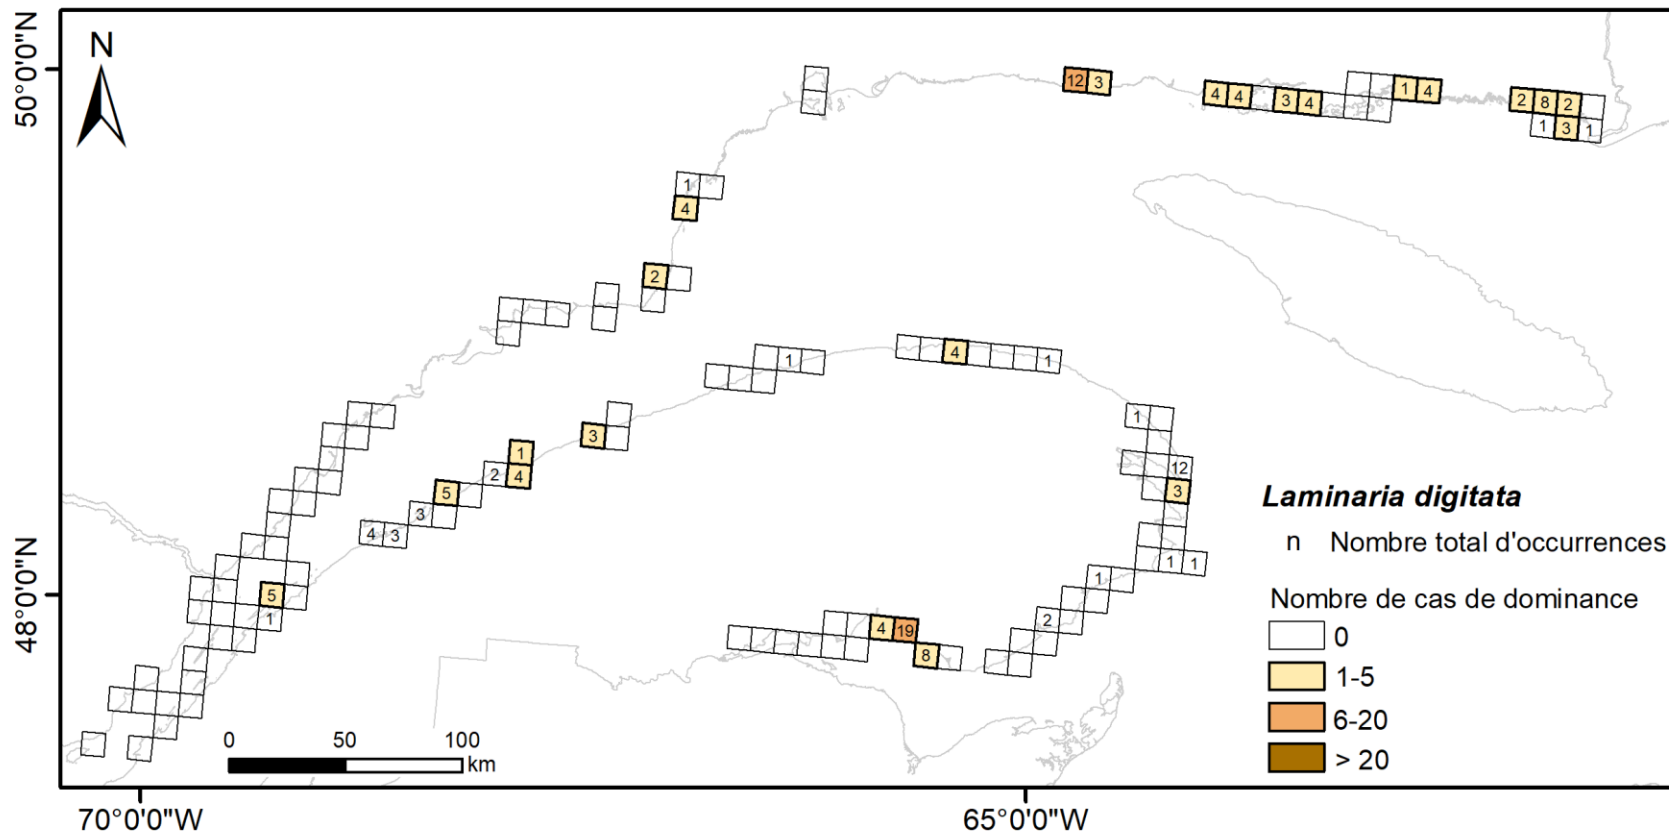 N
50°0'0"N
48°0'0"N
70°0'0"W
65°0'0"W
12 3
4 4 3 4
1 4
2 8 2
1 3 1
1
4
2
4 1
1
3
1
2 4
5
3
4 3
5
1
1
12
3
1 1
1
2
4 19
8
0 50 100
km
Laminaria digitata
n Nombre total d'occurrences
Nombre de cas de dominance
0
1-5
6-20
> 20